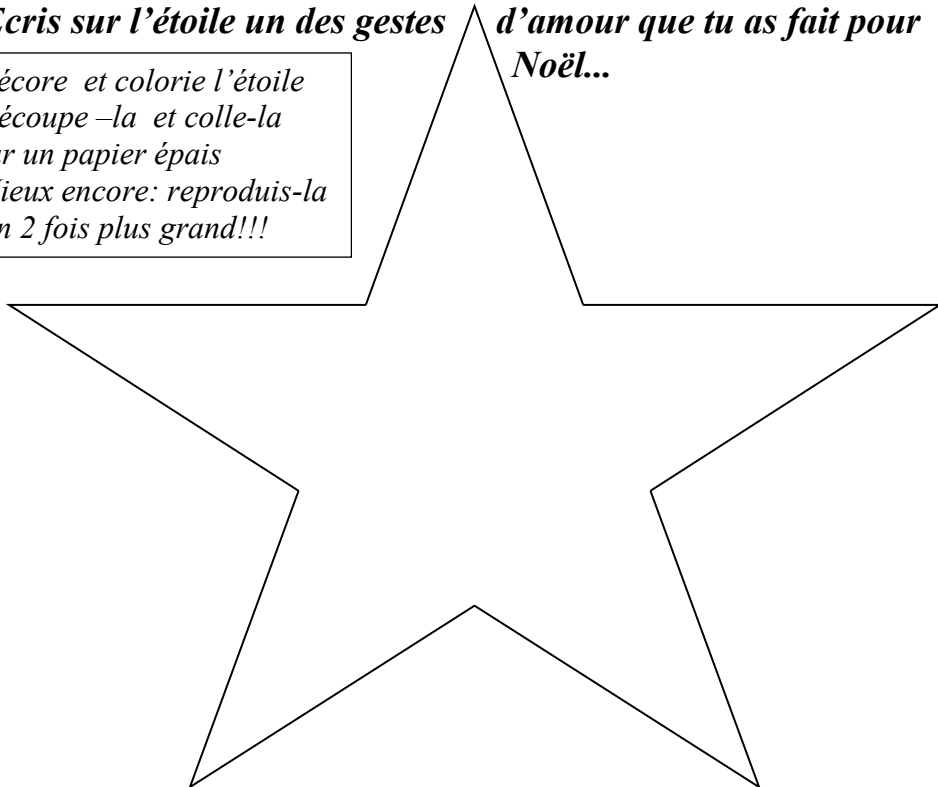 Ecris sur l’étoile un des gestes d’amour que tu as fait pour
Noël...
écore et colorie l’étoile
écoupe –la et colle-la
r un papier épais
ieux encore: reproduis-la
n 2 fois plus grand!!!